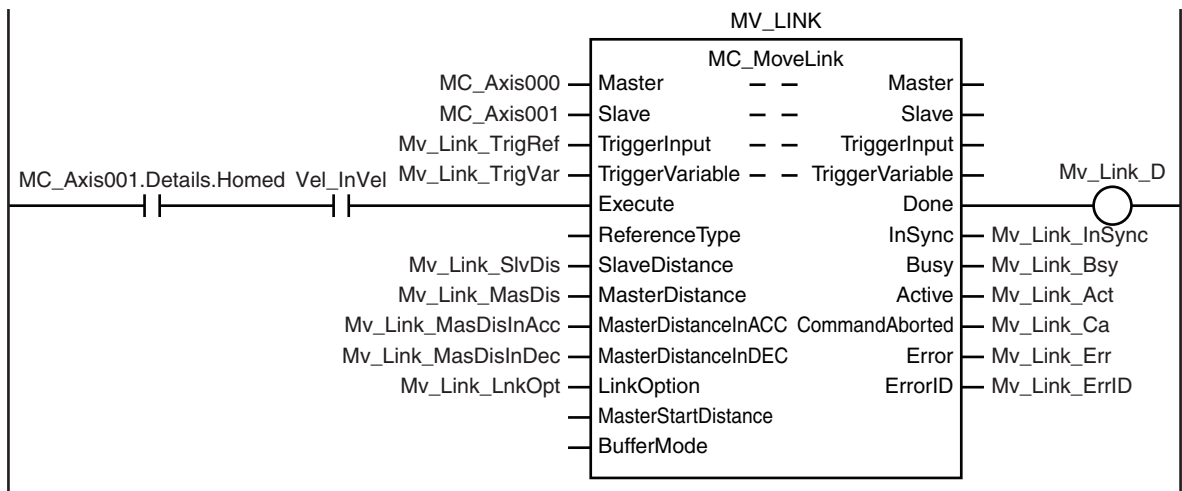 MV_LINK
MC_MoveLink
MC_Axis000 Master Master
MC_Axis001 Slave Slave
Mv_Link_TrigRef TriggerInput TriggerInput
Mv_Link_TrigVar TriggerVariable TriggerVariable
MC_Axis001.Details.Homed Vel_InVel Execute Done Mv_Link_D
ReferenceType InSync Mv_Link_InSync
Mv_Link_SlvDis SlaveDistance Busy Mv_Link_Bsy
Mv_Link_MasDis MasterDistance Active Mv_Link_Act
Mv_Link_MasDisInAcc MasterDistanceInACC CommandAborted Mv_Link_Ca
Mv_Link_MasDisInDec MasterDistanceInDEC Error Mv_Link_Err
Mv_Link_LnkOpt LinkOption ErrorID Mv_Link_ErrID
MasterStartDistance
BufferMode